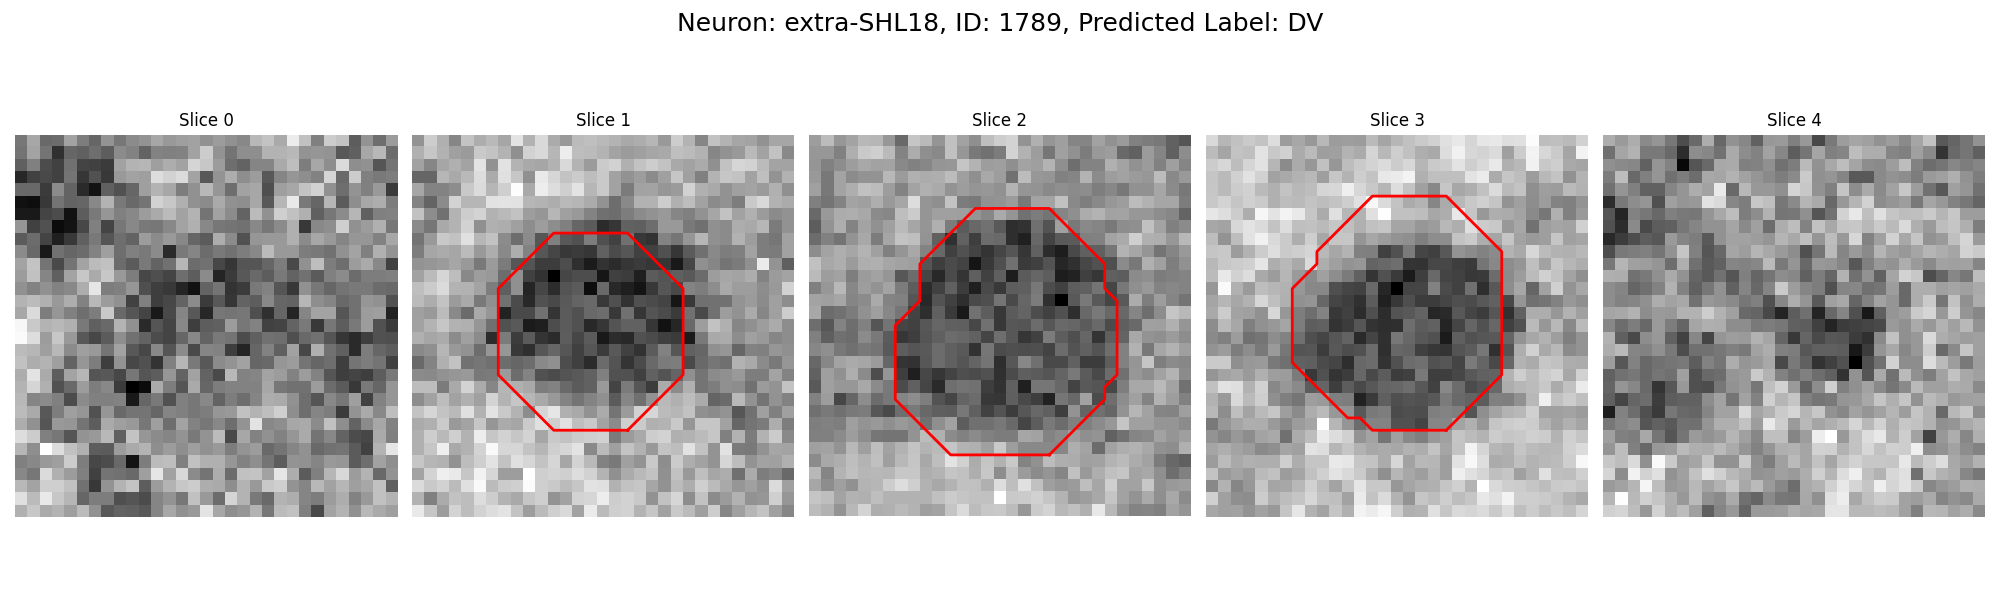 Neuron: extra-SHL18, ID: 1789, Predicted Label: DV
Slice 0
Slice 1
Slice 2
Slice 3
Slice 4